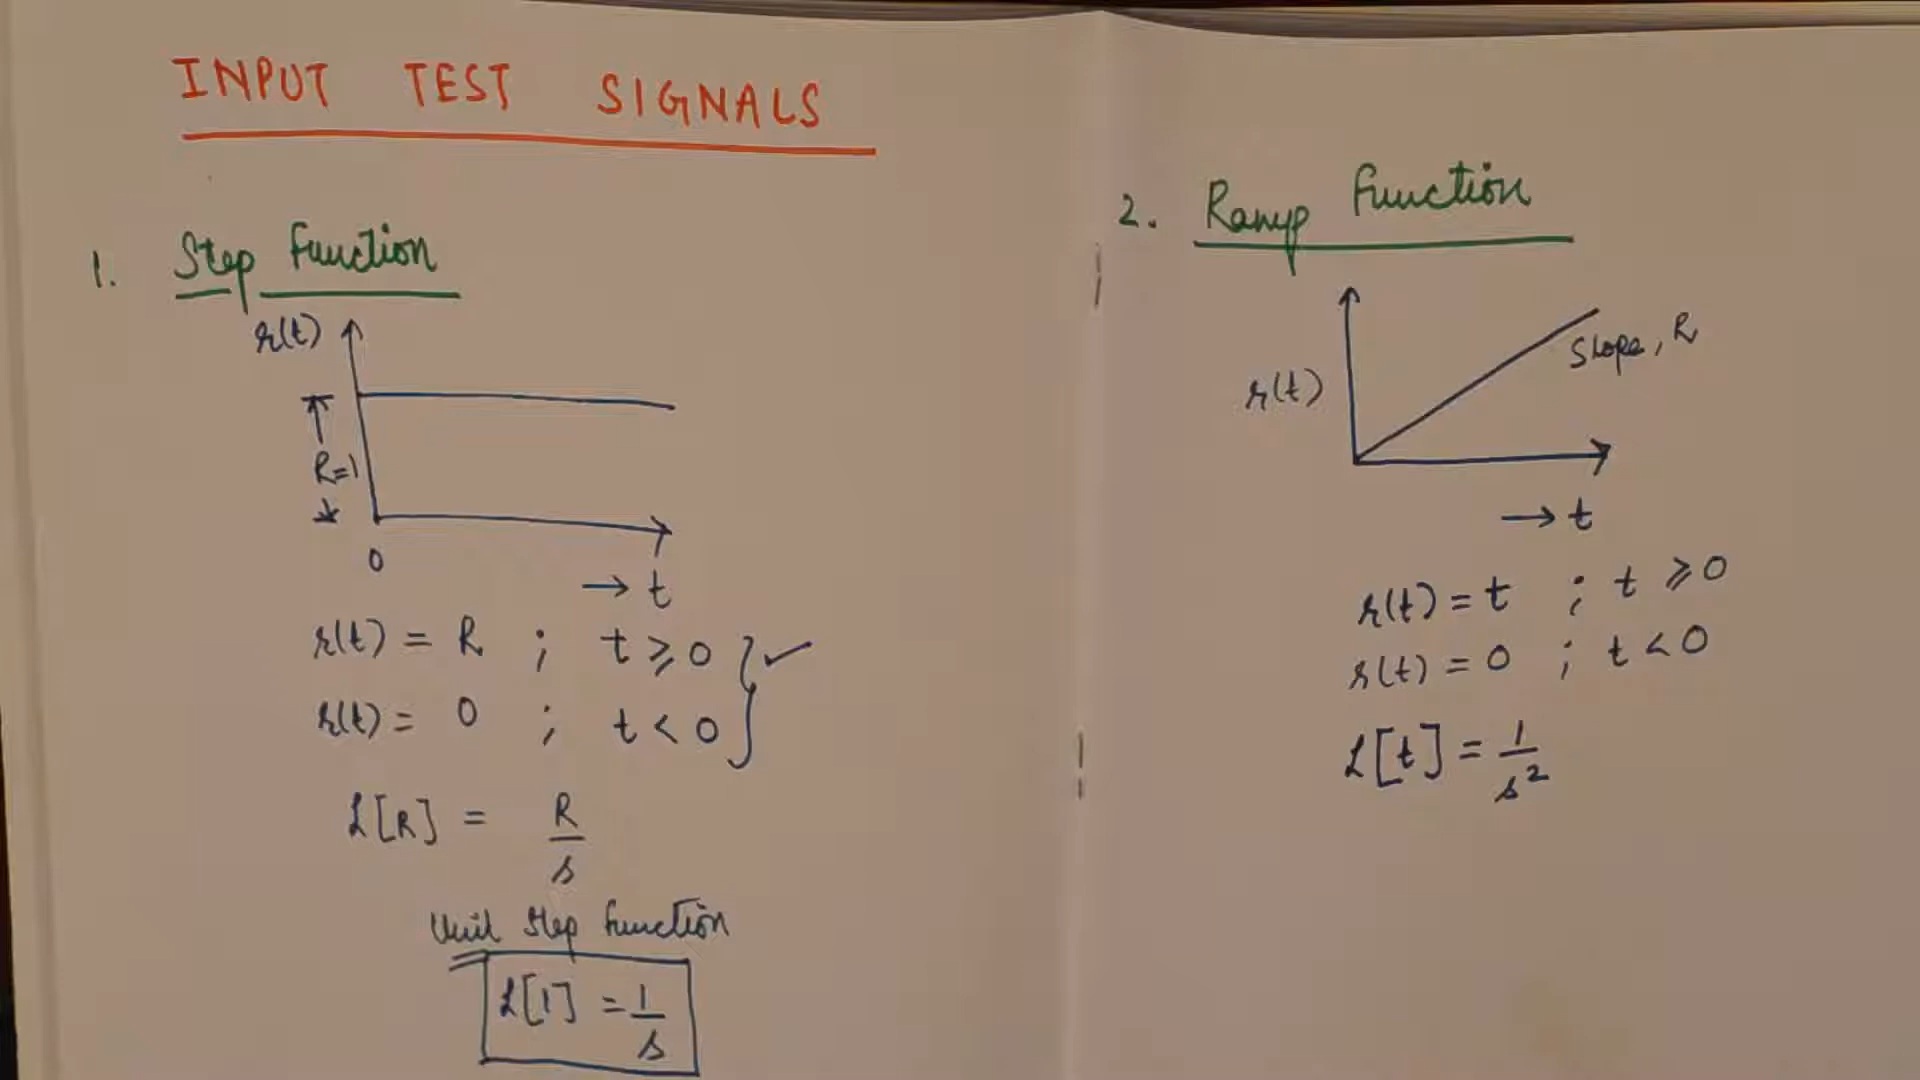 INPUT TEST SIGNALS
1. Step Function
r(t)
R=1
0
→ t
r(t) = R ; t ⩾ 0
r(t) = 0 ; t < 0
L[R] = R/s
Unit Step Function
L[1] = 1/s
2. Ramp Function
Slope, R
r(t)
→ t
r(t) = t ; t ⩾ 0
r(t) = 0 ; t < 0
L[t] = 1/s²